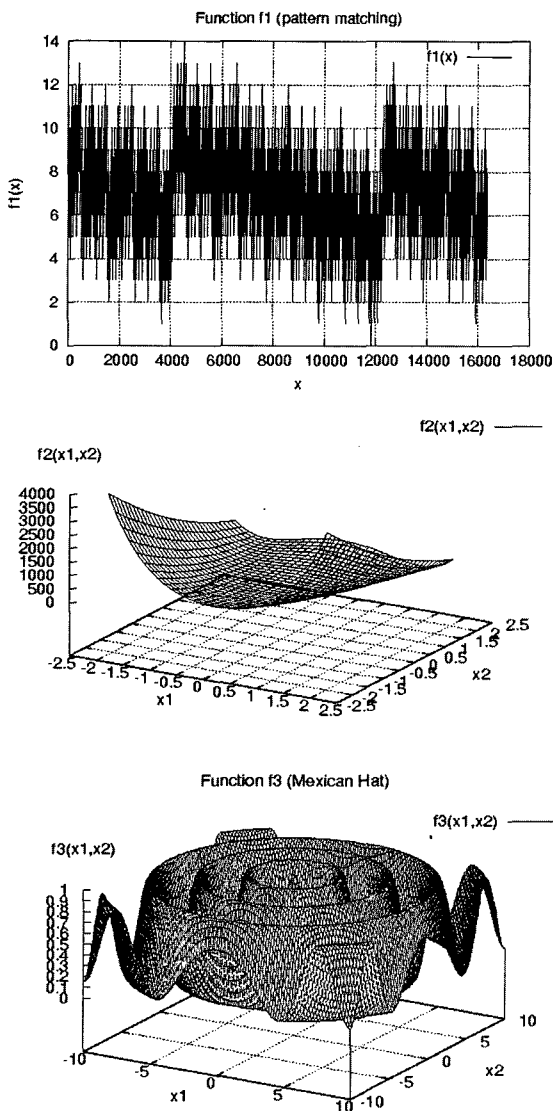 Function f1 (pattern matching)
f1(x)
14
12
10
8
6
4
2
0
f1(x)
0 2000 4000 6000 8000 10000 12000 14000 16000 18000
x
f2(x1,x2)
f2(x1,x2)
4000
3500
3000
2500
2000
1500
1000
500
0
-2.5 -2 -1.5 -1 -0.5 0 0.5 1 1.5 2 2.5
x1
-2.5 -2 -1.5 -1 -0.5 0 0.5 1 1.5 2 2.5
x2
Function f3 (Mexican Hat)
f3(x1,x2)
f3(x1,x2)
1
0.9
0.8
0.7
0.6
0.5
0.4
0.3
0.2
0.1
0
-10 -5 0 5 10
x1
-10 -5 0 5 10
x2